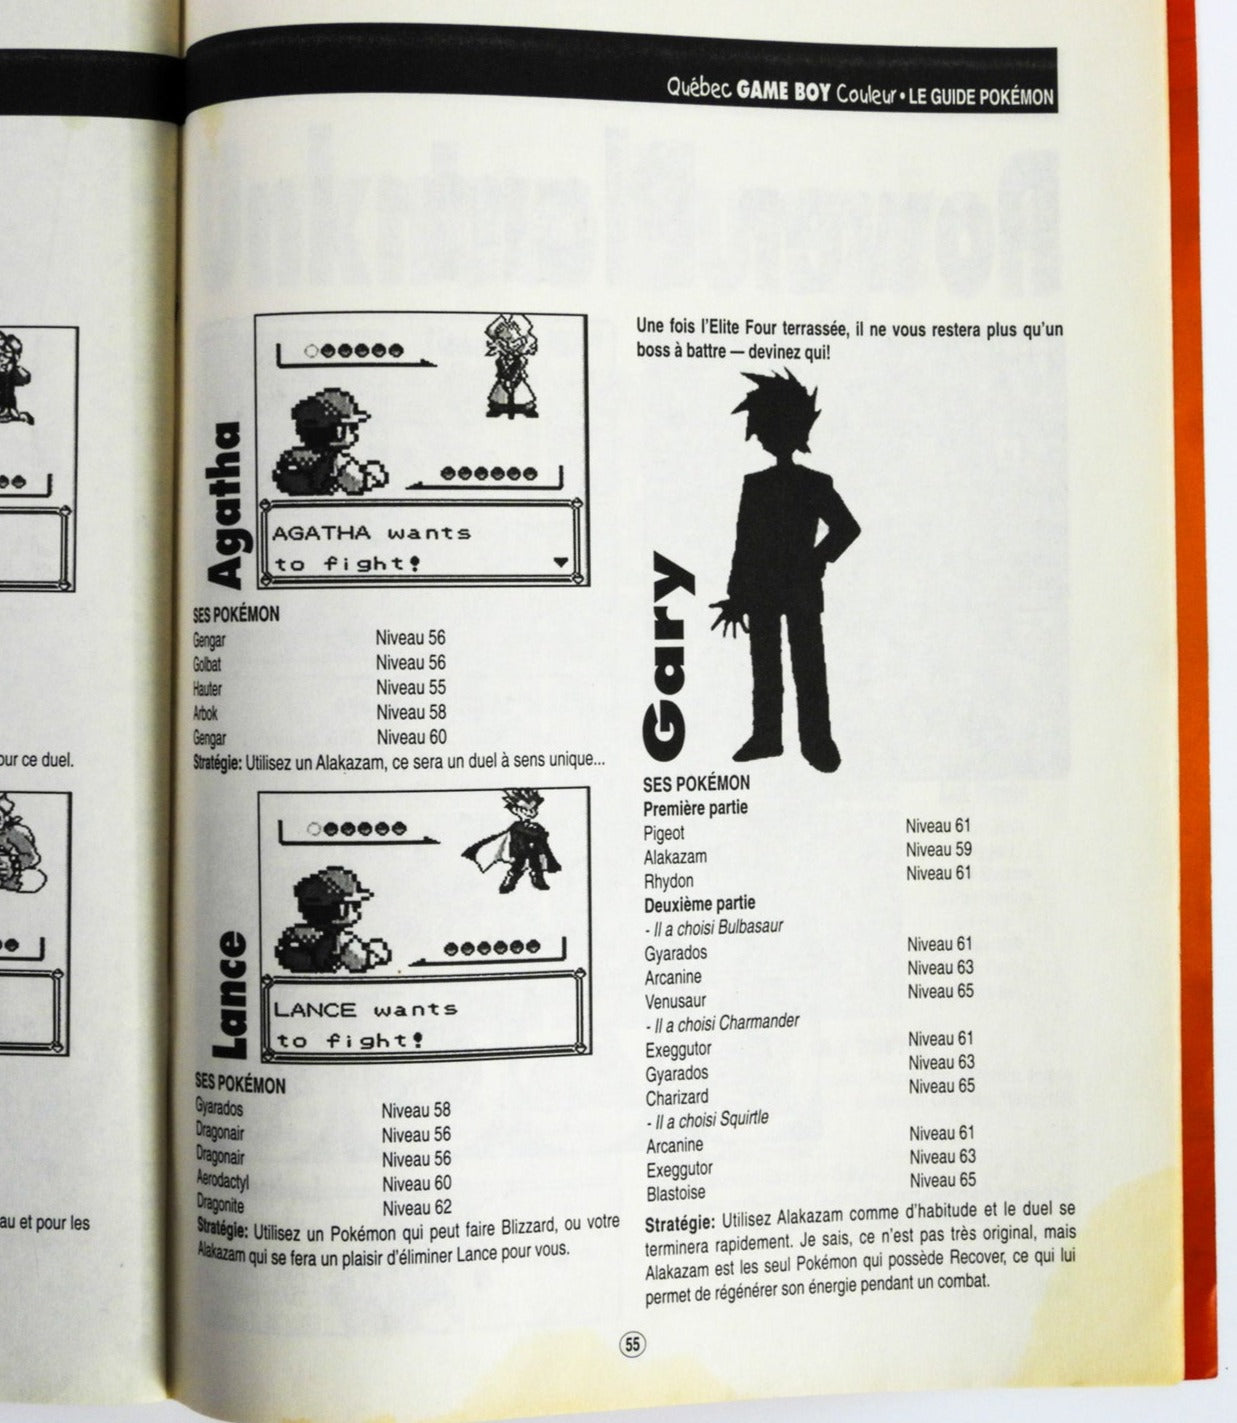 Québec GAME BOY Couleur • LE GUIDE POKÉMON
our ce duel.
au et pour les
Agatha
AGATHA wants
to fight!
SES POKÉMON
Gengar Niveau 56
Golbat Niveau 56
Hauter Niveau 55
Arbok Niveau 58
Gengar Niveau 60
Stratégie: Utilisez un Alakazam, ce sera un duel à sens unique...
Lance
LANCE wants
to fight!
SES POKÉMON
Gyarados Niveau 58
Dragonair Niveau 56
Dragonair Niveau 56
Aerodactyl Niveau 60
Dragonite Niveau 62
Stratégie: Utilisez un Pokémon qui peut faire Blizzard, ou votre
Alakazam qui se fera un plaisir d'éliminer Lance pour vous.
Une fois l'Elite Four terrassée, il ne vous restera plus qu'un
boss à battre — devinez qui!
Gary
SES POKÉMON
Première partie
Pigeot Niveau 61
Alakazam Niveau 59
Rhydon Niveau 61
Deuxième partie
- Il a choisi Bulbasaur
Gyarados Niveau 61
Arcanine Niveau 63
Venusaur Niveau 65
- Il a choisi Charmander
Exeggutor Niveau 61
Gyarados Niveau 63
Charizard Niveau 65
- Il a choisi Squirtle
Arcanine Niveau 61
Exeggutor Niveau 63
Blastoise Niveau 65
Stratégie: Utilisez Alakazam comme d'habitude et le duel se
terminera rapidement. Je sais, ce n'est pas très original, mais
Alakazam est les seul Pokémon qui possède Recover, ce qui lui
permet de régénérer son énergie pendant un combat.
55